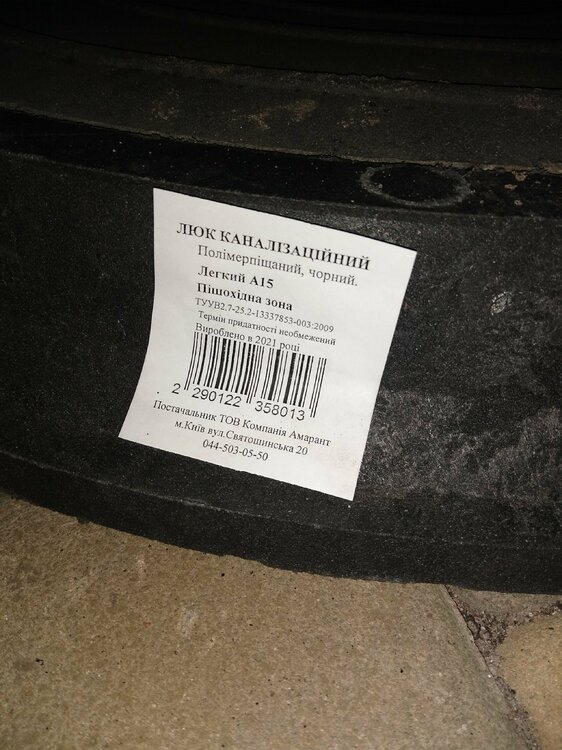 ЛЮК КАНАЛІЗАЦІЙНИЙ
Полімерпіщаний, чорний.
Легкий А15
Пішохідна зона
ТУУВ2.7-25.2-13337853-003:2009
Термін придатності необмежений
Вироблено в 2021 році
2 290122 358013
Постачальник ТОВ Компанія Амарант
м.Київ вул.Святошинська 20
044-503-05-50